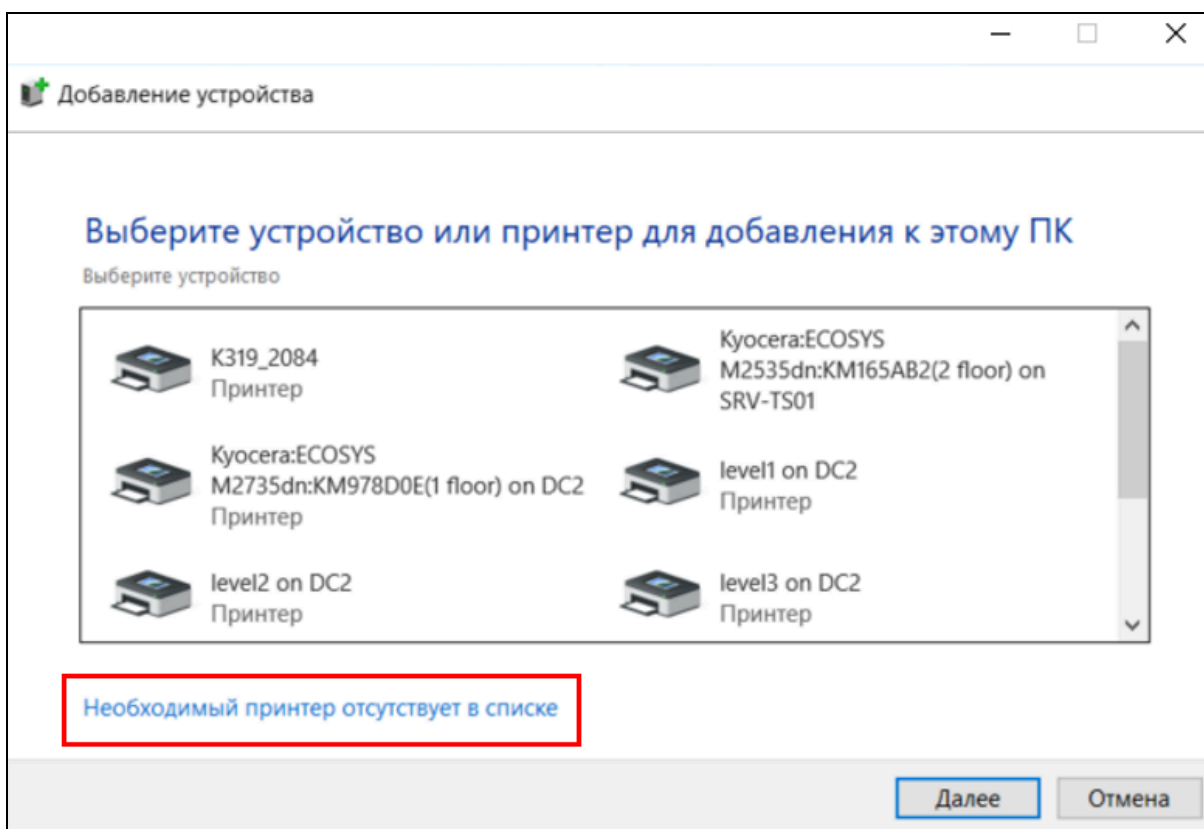 Добавление устройства
Выберите устройство или принтер для добавления к этому ПК
Выберите устройство
K319_2084
Принтер
Kyocera:ECOSYS
M2535dn:KM165AB2(2 floor) on
SRV-TS01
Kyocera:ECOSYS
M2735dn:KM978D0E(1 floor) on DC2
Принтер
level1 on DC2
Принтер
level2 on DC2
Принтер
level3 on DC2
Принтер
Необходимый принтер отсутствует в списке
Далее
Отмена